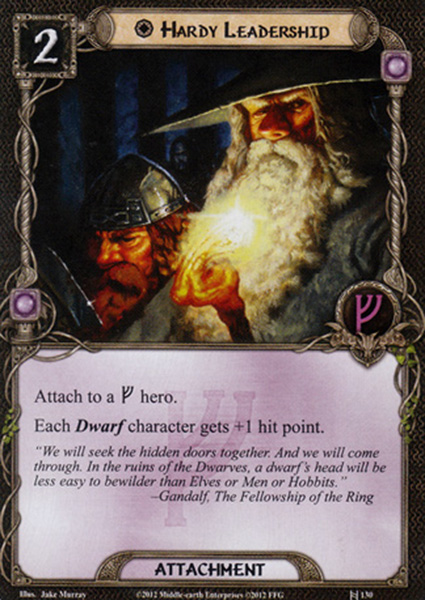 2
Hardy Leadership
Attach to a hero.
Each Dwarf character gets +1 hit point.
“We will seek the hidden doors together. And we will come
through. In the ruins of the Dwarves, a dwarf’s head will be
less easy to bewilder than Elves or Men or Hobbits.”
–Gandalf, The Fellowship of the Ring
ATTACHMENT
Illus. Jake Murray
©2012 Middle-earth Enterprises ©2012 FFG
130